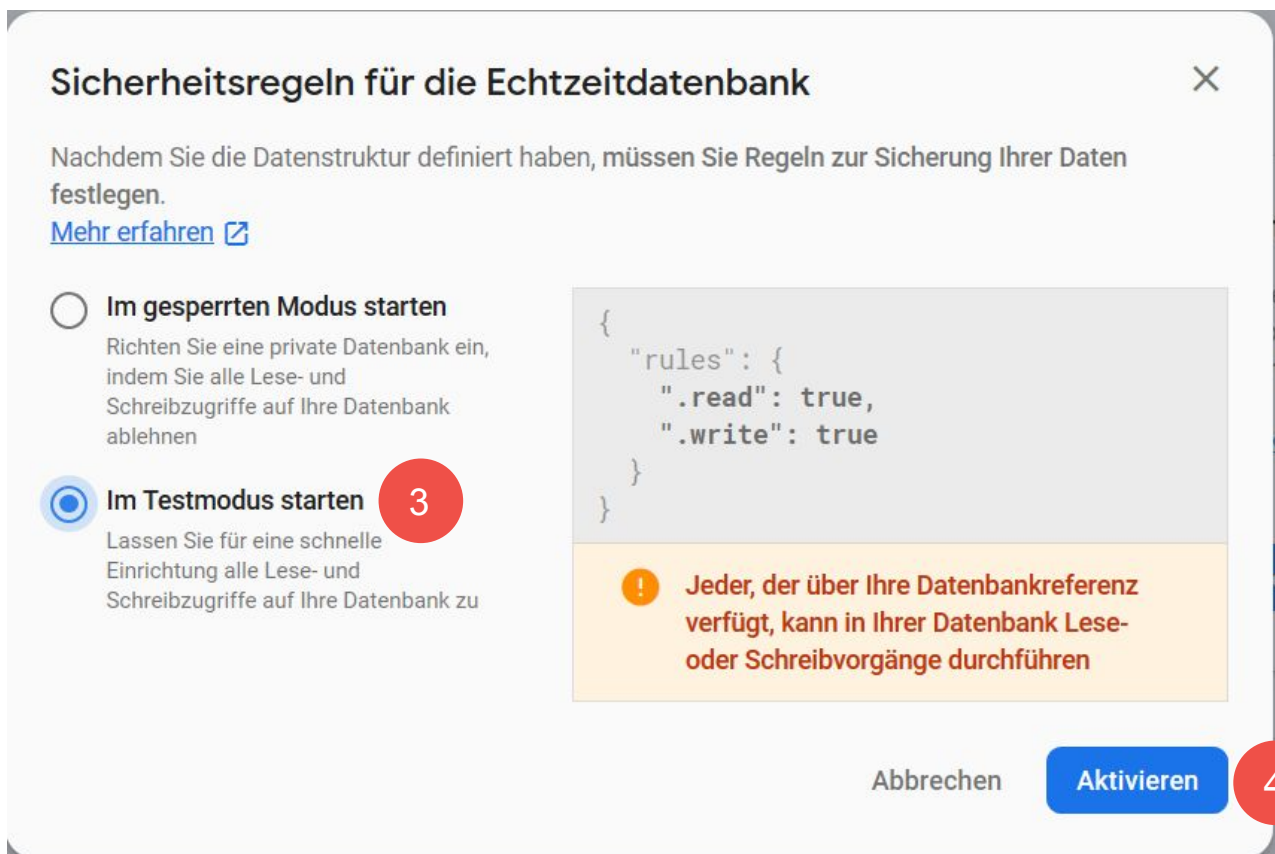 Sicherheitsregeln für die Echtzeitdatenbank
Nachdem Sie die Datenstruktur definiert haben, müssen Sie Regeln zur Sicherung Ihrer Daten
festlegen.
Mehr erfahren
Im gesperrten Modus starten
Richten Sie eine private Datenbank ein,
indem Sie alle Lese- und
Schreibzugriffe auf Ihre Datenbank
ablehnen
Im Testmodus starten
3
Lassen Sie für eine schnelle
Einrichtung alle Lese- und
Schreibzugriffe auf Ihre Datenbank zu
{
"rules": {
".read": true,
".write": true
}
}
Jeder, der über Ihre Datenbankreferenz
verfügt, kann in Ihrer Datenbank Lese-
oder Schreibvorgänge durchführen
Abbrechen
Aktivieren
4